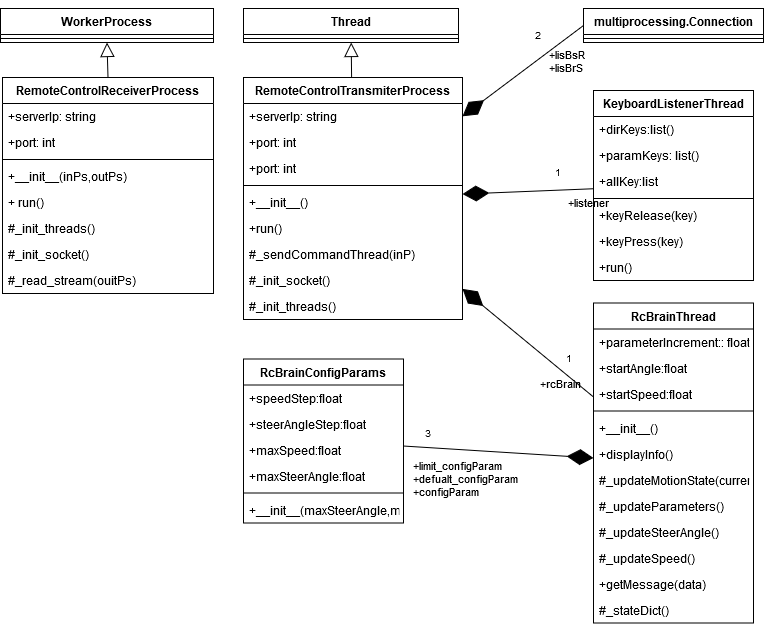 WorkerProcess
RemoteControlReceiverProcess
+serverIp: string
+port: int
+__init__(inPs,outPs)
+ run()
#_init_threads()
#_init_socket()
#_read_stream(ouitPs)
Thread
RemoteControlTransmiterProcess
+serverIp: string
+port: int
+port: int
+__init__()
+run()
#_sendCommandThread(inP)
#_init_socket()
#_init_threads()
multiprocessing.Connection
2
+lisBsR
+lisBrS
KeyboardListenerThread
+dirKeys:list()
+paramKeys: list()
+allKey:list
+keyRelease(key)
+keyPress(key)
+run()
1
+listener
RcBrainThread
+parameterIncrement:: float
+startAngle:float
+startSpeed:float
+__init__()
+displayInfo()
#_updateMotionState(currer
#_updateParameters()
#_updateSteerAngle()
#_updateSpeed()
+getMessage(data)
#_stateDict()
1
+rcBrain
RcBrainConfigParams
+speedStep:float
+steerAngleStep:float
+maxSpeed:float
+maxSteerAngle:float
+__init__(maxSteerAngle,m
3
+limit_configParam
+defualt_configParam
+configParam